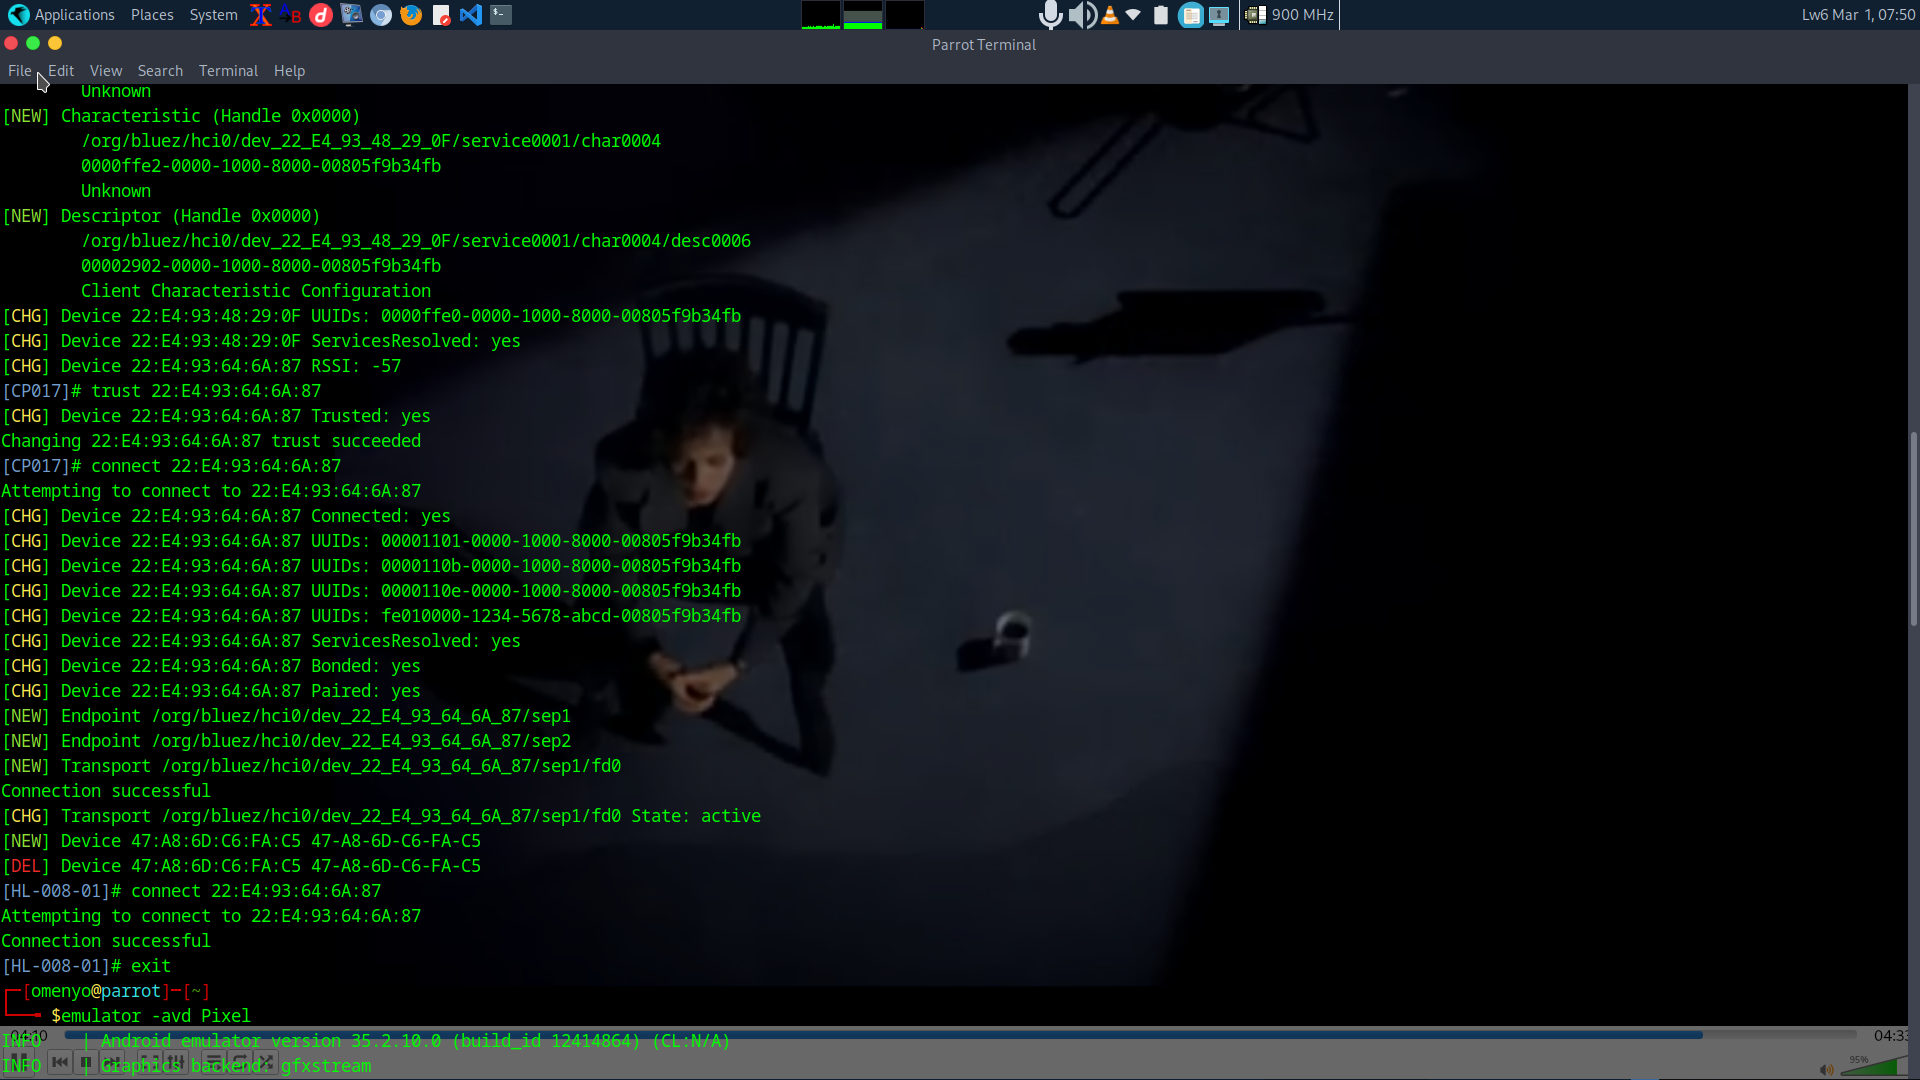 Applications Places System 900 MHz Lw6 Mar 1, 07:50
Parrot Terminal
File Edit View Search Terminal Help
Unknown
[NEW] Characteristic (Handle 0x0000)
/org/bluez/hci0/dev_22_E4_93_48_29_0F/service0001/char0004
0000ffe2-0000-1000-8000-00805f9b34fb
Unknown
[NEW] Descriptor (Handle 0x0000)
/org/bluez/hci0/dev_22_E4_93_48_29_0F/service0001/char0004/desc0006
00002902-0000-1000-8000-00805f9b34fb
Client Characteristic Configuration
[CHG] Device 22:E4:93:48:29:0F UUIDs: 0000ffe0-0000-1000-8000-00805f9b34fb
[CHG] Device 22:E4:93:48:29:0F ServicesResolved: yes
[CHG] Device 22:E4:93:64:6A:87 RSSI: -57
[CP017]# trust 22:E4:93:64:6A:87
[CHG] Device 22:E4:93:64:6A:87 Trusted: yes
Changing 22:E4:93:64:6A:87 trust succeeded
[CP017]# connect 22:E4:93:64:6A:87
Attempting to connect to 22:E4:93:64:6A:87
[CHG] Device 22:E4:93:64:6A:87 Connected: yes
[CHG] Device 22:E4:93:64:6A:87 UUIDs: 00001101-0000-1000-8000-00805f9b34fb
[CHG] Device 22:E4:93:64:6A:87 UUIDs: 0000110b-0000-1000-8000-00805f9b34fb
[CHG] Device 22:E4:93:64:6A:87 UUIDs: 0000110e-0000-1000-8000-00805f9b34fb
[CHG] Device 22:E4:93:64:6A:87 UUIDs: fe010000-1234-5678-abcd-00805f9b34fb
[CHG] Device 22:E4:93:64:6A:87 ServicesResolved: yes
[CHG] Device 22:E4:93:64:6A:87 Bonded: yes
[CHG] Device 22:E4:93:64:6A:87 Paired: yes
[NEW] Endpoint /org/bluez/hci0/dev_22_E4_93_64_6A_87/sep1
[NEW] Endpoint /org/bluez/hci0/dev_22_E4_93_64_6A_87/sep2
[NEW] Transport /org/bluez/hci0/dev_22_E4_93_64_6A_87/sep1/fd0
Connection successful
[CHG] Transport /org/bluez/hci0/dev_22_E4_93_64_6A_87/sep1/fd0 State: active
[NEW] Device 47:A8:6D:C6:FA:C5 47-A8-6D-C6-FA-C5
[DEL] Device 47:A8:6D:C6:FA:C5 47-A8-6D-C6-FA-C5
[HL-008-01]# connect 22:E4:93:64:6A:87
Attempting to connect to 22:E4:93:64:6A:87
Connection successful
[HL-008-01]# exit
[omenyo@parrot]─[~]
$emulator -avd Pixel
04:10 04:33
INFO | Android emulator version 35.2.10.0 (build_id 12414864) (CL:N/A)
95%
INFO | Graphics backend: gfxstream